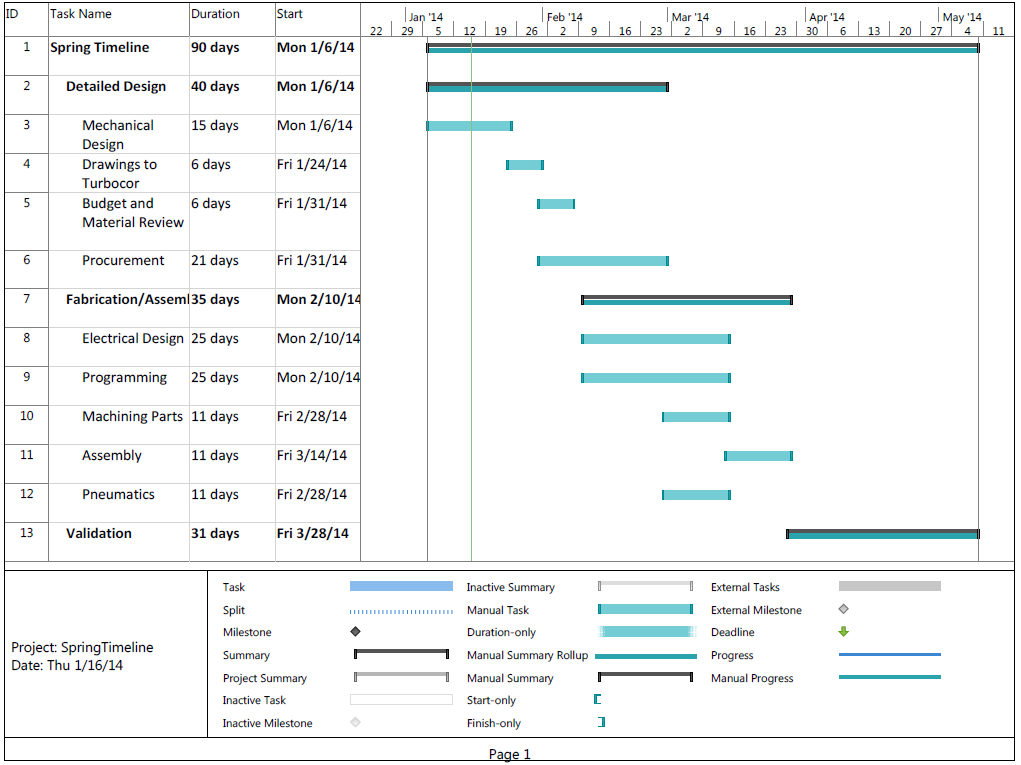 ID Task Name Duration Start Jan '14 Feb '14 Mar '14 Apr '14 May '14
22 29 5 12 19 26 2 9 16 23 2 9 16 23 30 6 13 20 27 4 11
1 Spring Timeline 90 days Mon 1/6/14
2 Detailed Design 40 days Mon 1/6/14
3 Mechanical 15 days Mon 1/6/14
Design
4 Drawings to 6 days Fri 1/24/14
Turbocor
5 Budget and 6 days Fri 1/31/14
Material Review
6 Procurement 21 days Fri 1/31/14
7 Fabrication/Assembl 35 days Mon 2/10/14
8 Electrical Design 25 days Mon 2/10/14
9 Programming 25 days Mon 2/10/14
10 Machining Parts 11 days Fri 2/28/14
11 Assembly 11 days Fri 3/14/14
12 Pneumatics 11 days Fri 2/28/14
13 Validation 31 days Fri 3/28/14
Project: SpringTimeline
Date: Thu 1/16/14
Task
Split
Milestone
Summary
Project Summary
Inactive Task
Inactive Milestone
Inactive Summary
Manual Task
Duration-only
Manual Summary Rollup
Manual Summary
Start-only
Finish-only
External Tasks
External Milestone
Deadline
Progress
Manual Progress
Page 1